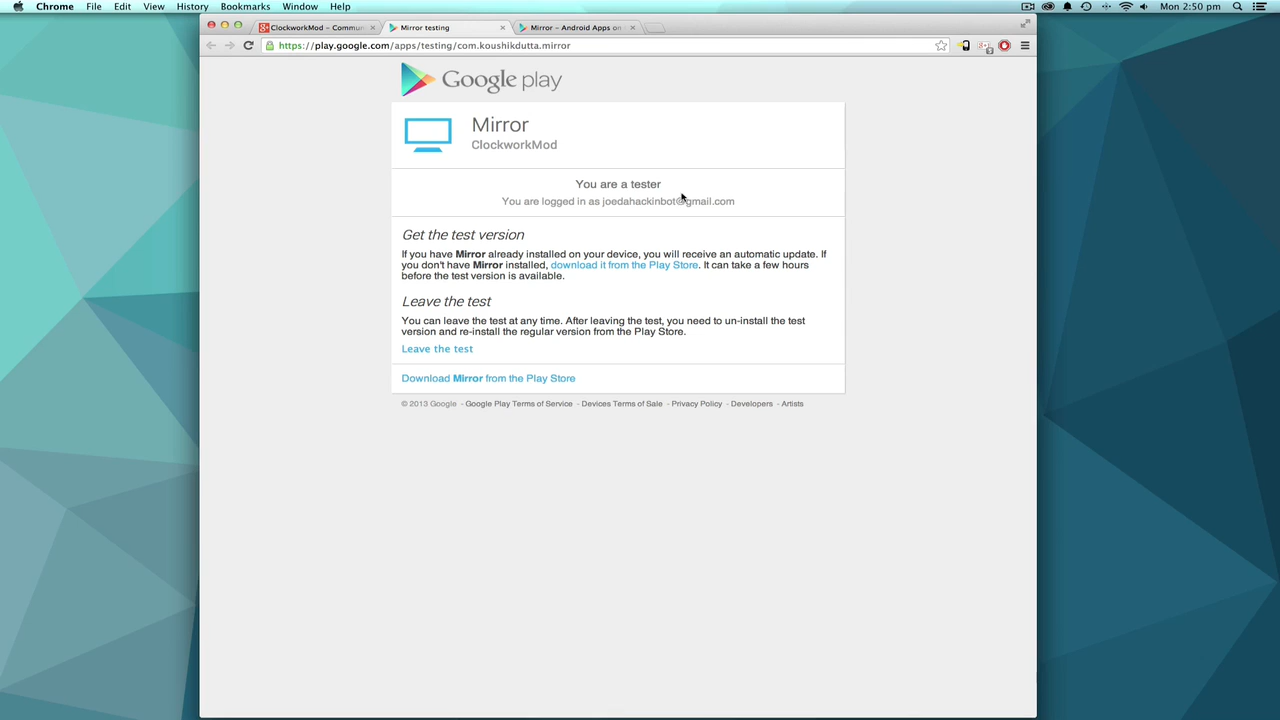 Chrome File Edit View History Bookmarks Window Help Mon 2:50 pm
ClockworkMod – Commun
Mirror testing
Mirror – Android Apps on
https://play.google.com/apps/testing/com.koushikdutta.mirror
Google play
Mirror
ClockworkMod
You are a tester
You are logged in as joedahackinbot@gmail.com
Get the test version
If you have Mirror already installed on your device, you will receive an automatic update. If
you don't have Mirror installed, download it from the Play Store. It can take a few hours
before the test version is available.
Leave the test
You can leave the test at any time. After leaving the test, you need to un-install the test
version and re-install the regular version from the Play Store.
Leave the test
Download Mirror from the Play Store
© 2013 Google - Google Play Terms of Service - Devices Terms of Sale - Privacy Policy - Developers - Artists